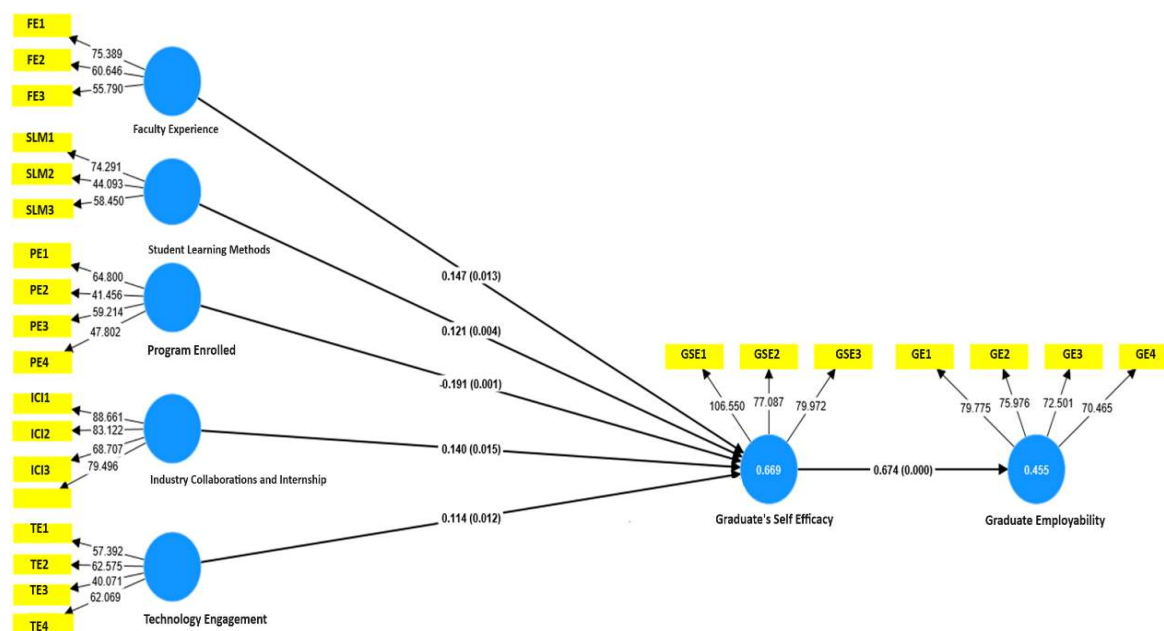 FE1
75.389
FE2
60.646
55.790
FE3
Faculty Experience
SLM1
74.291
SLM2
44.093
58.450
SLM3
Student Learning Methods
PE1
64.800
PE2
41.456
59.214
PE3
47.802
PE4
Program Enrolled
ICI1
88.661
ICI2
83.122
68.707
ICI3
79.496
Industry Collaborations and Internship
TE1
57.392
TE2
62.575
40.071
TE3
62.069
TE4
Technology Engagement
0.147 (0.013)
0.121 (0.004)
-0.191 (0.001)
0.140 (0.015)
0.114 (0.012)
GSE1
GSE2
GSE3
106.550
77.087
79.972
0.669
Graduate's Self Efficacy
0.674 (0.000)
GE1
GE2
GE3
GE4
79.775
75.976
72.501
70.465
0.455
Graduate Employability